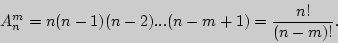 $A_n^m = n(n-1)(n-2)...(n-m+1) = \frac{n!}{(n-m)!}.$